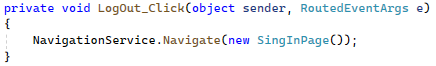 private void LogOut_Click(object sender, RoutedEventArgs e)
{
    NavigationService.Navigate(new SingInPage());
}